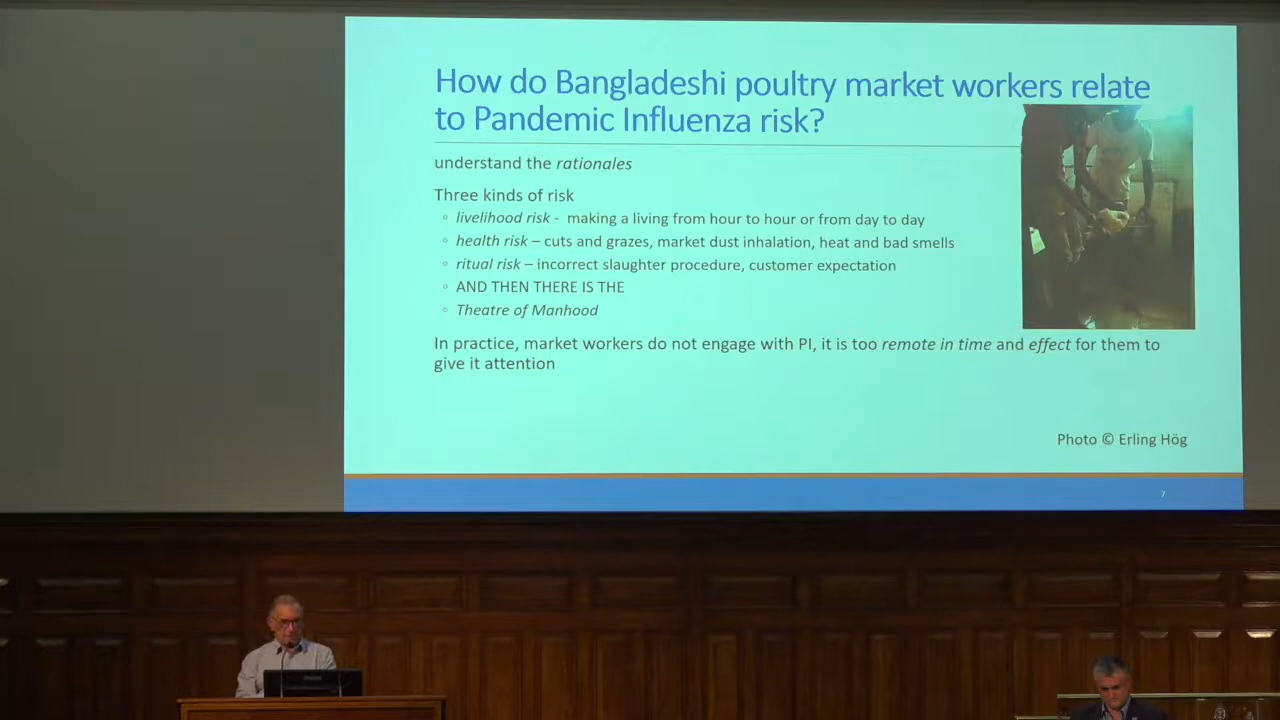 How do Bangladeshi poultry market workers relate
to Pandemic Influenza risk?
understand the rationales
Three kinds of risk
◦ livelihood risk - making a living from hour to hour or from day to day
◦ health risk – cuts and grazes, market dust inhalation, heat and bad smells
◦ ritual risk – incorrect slaughter procedure, customer expectation
◦ AND THEN THERE IS THE
◦ Theatre of Manhood
In practice, market workers do not engage with PI, it is too remote in time and effect for them to
give it attention
Photo © Erling Hög
7